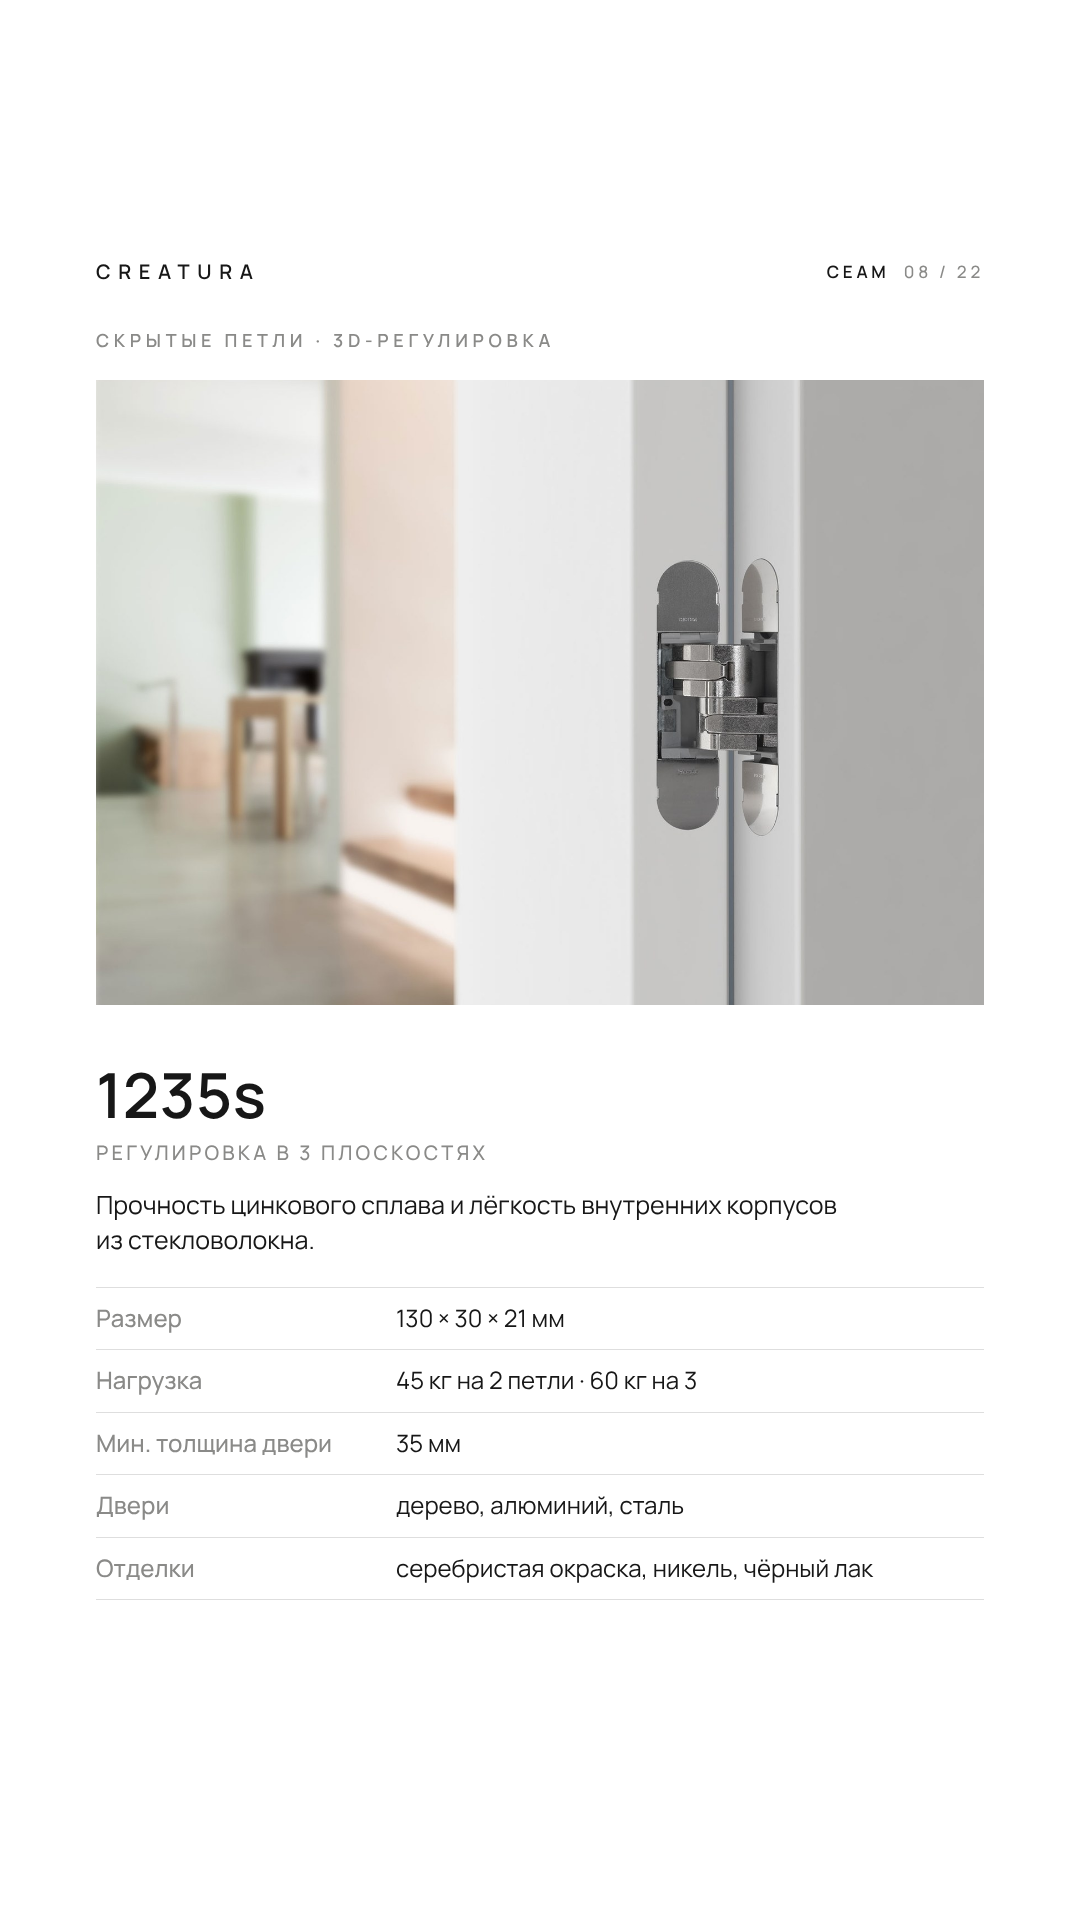 CREATURA
CEAM 08 / 22
СКРЫТЫЕ ПЕТЛИ · 3D-РЕГУЛИРОВКА
1235s
РЕГУЛИРОВКА В 3 ПЛОСКОСТЯХ
Прочность цинкового сплава и лёгкость внутренних корпусов
из стекловолокна.
Размер 130 × 30 × 21 мм
Нагрузка 45 кг на 2 петли · 60 кг на 3
Мин. толщина двери 35 мм
Двери дерево, алюминий, сталь
Отделки серебристая окраска, никель, чёрный лак